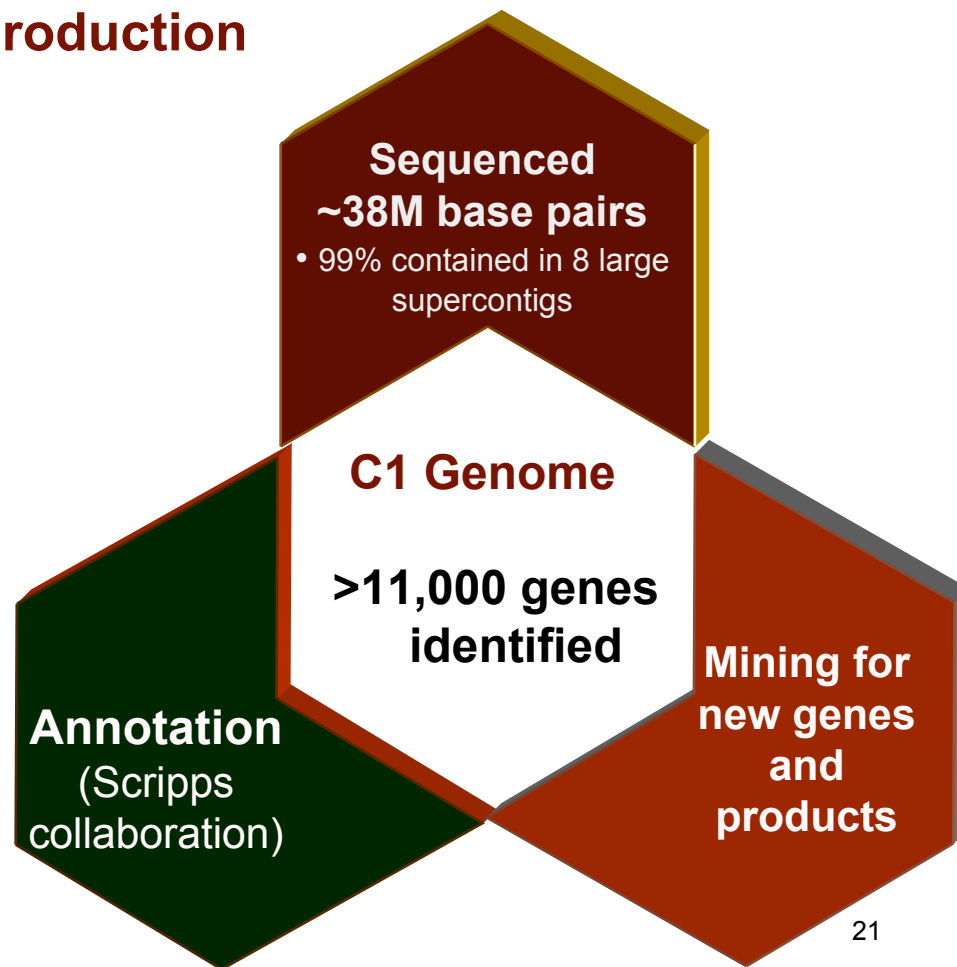 roduction
Sequenced
~38M base pairs
• 99% contained in 8 large
supercontigs
C1 Genome
>11,000 genes
identified
Annotation
(Scripps
collaboration)
Mining for
new genes
and
products
21